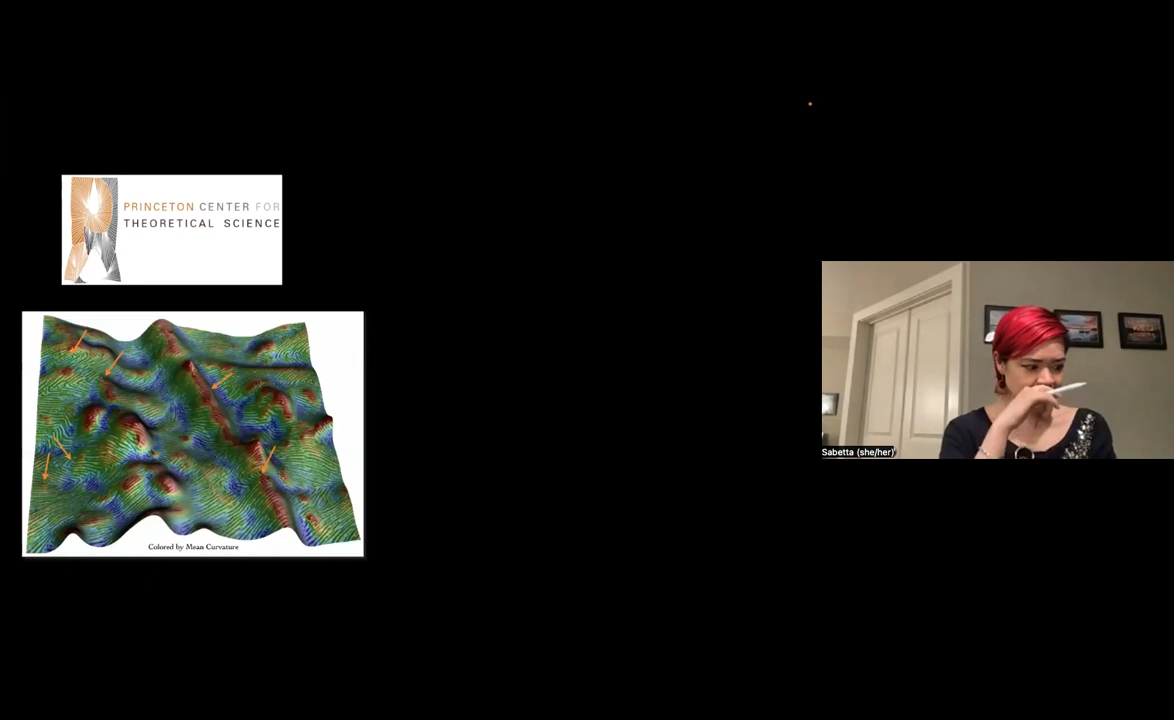 PRINCETON CENTER FOR
THEORETICAL SCIENCE
Colored by Mean Curvature
Sabetta (she/her)